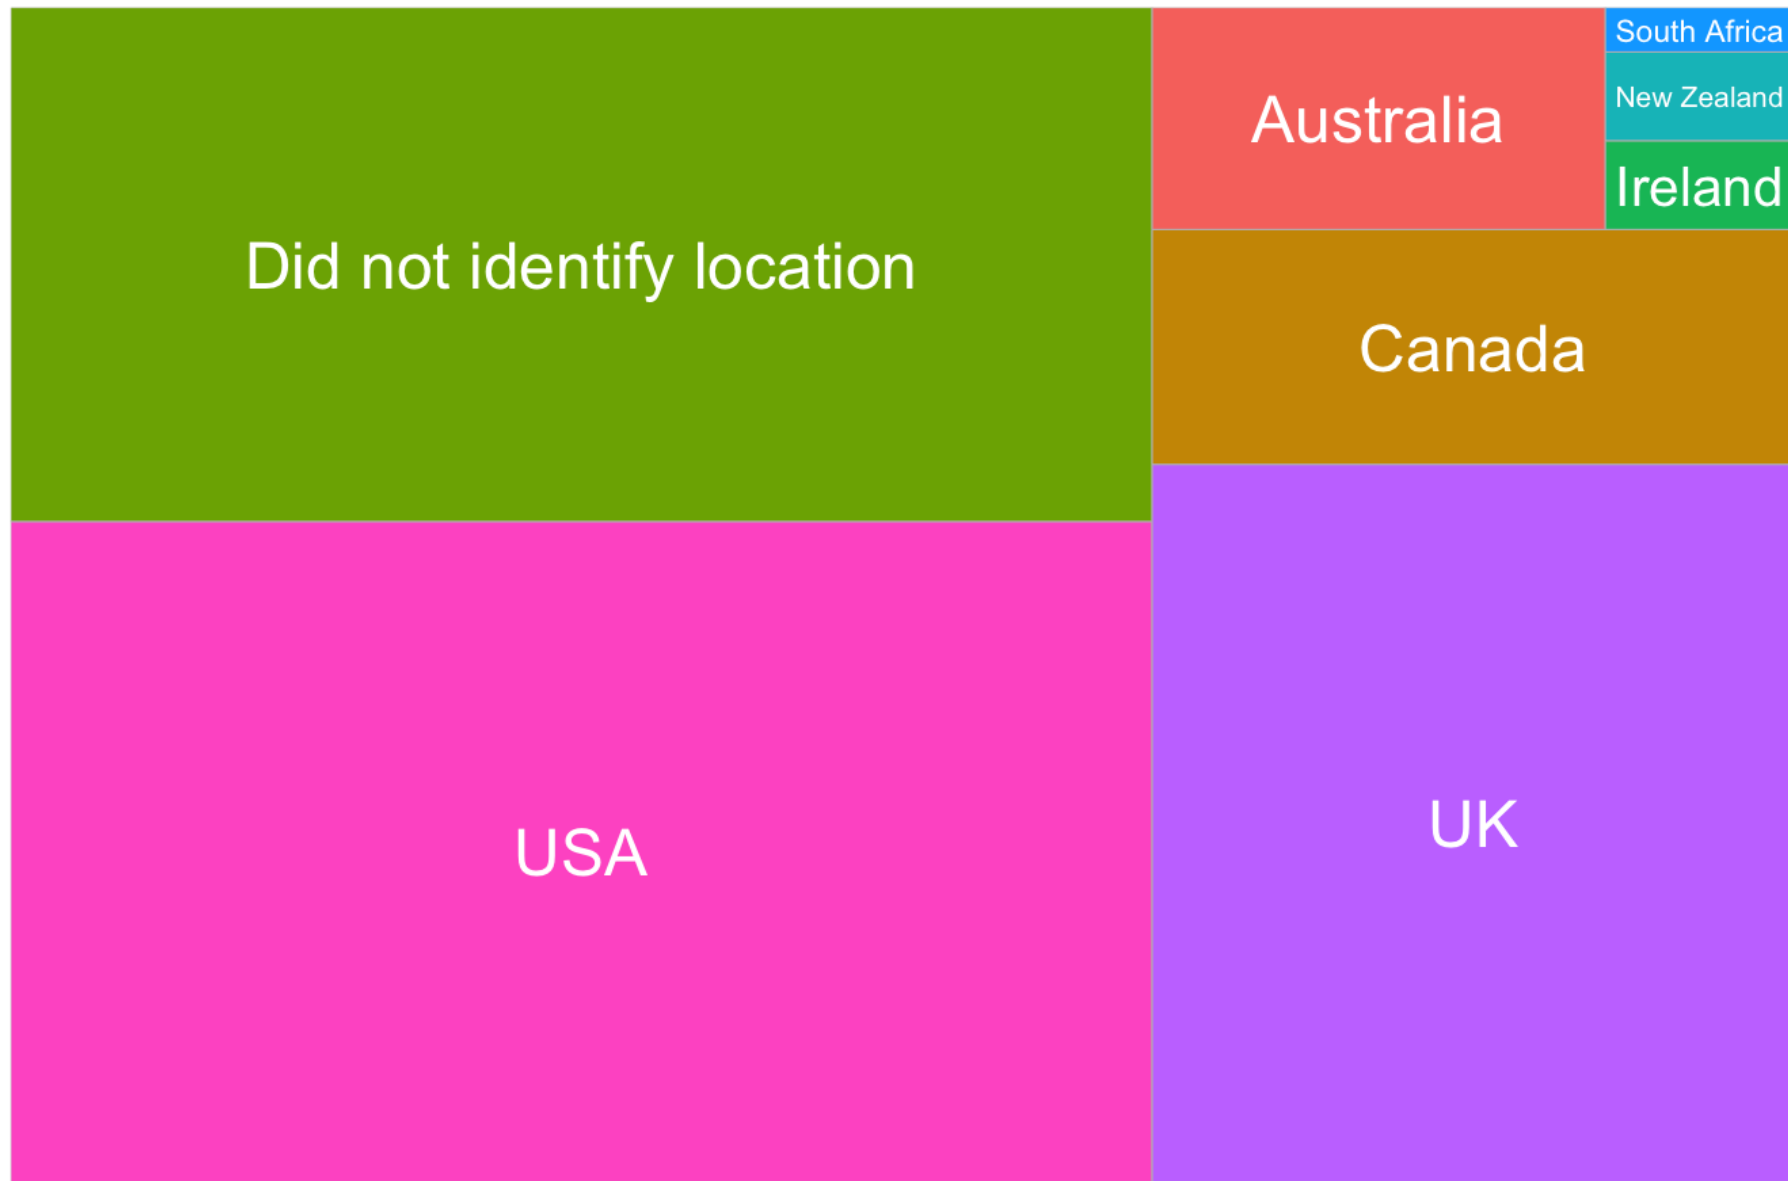 Did not identify location
USA
Australia
South Africa
New Zealand
Ireland
Canada
UK